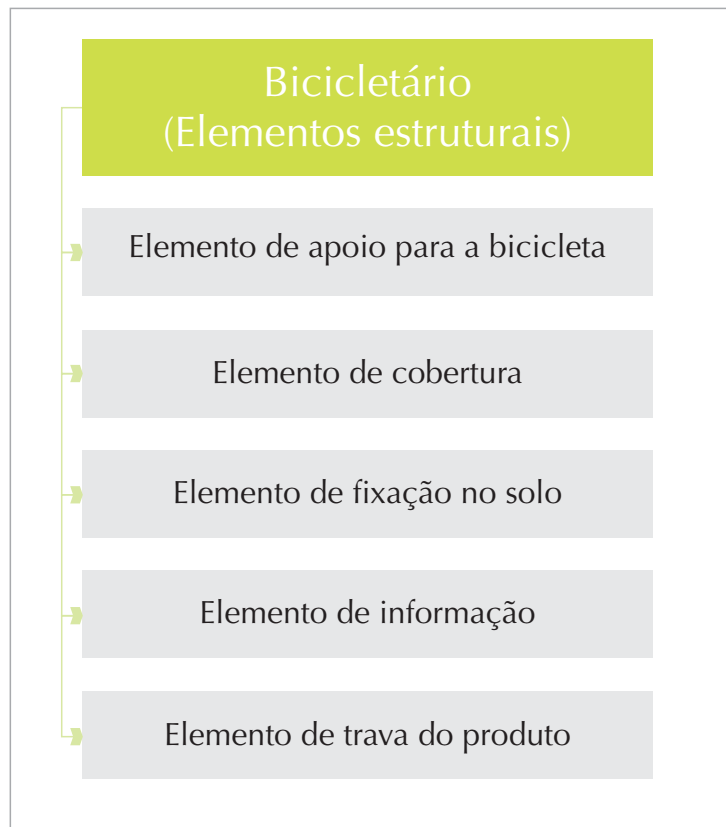 Bicicletário
(Elementos estruturais)
Elemento de apoio para a bicicleta
Elemento de cobertura
Elemento de fixação no solo
Elemento de informação
Elemento de trava do produto